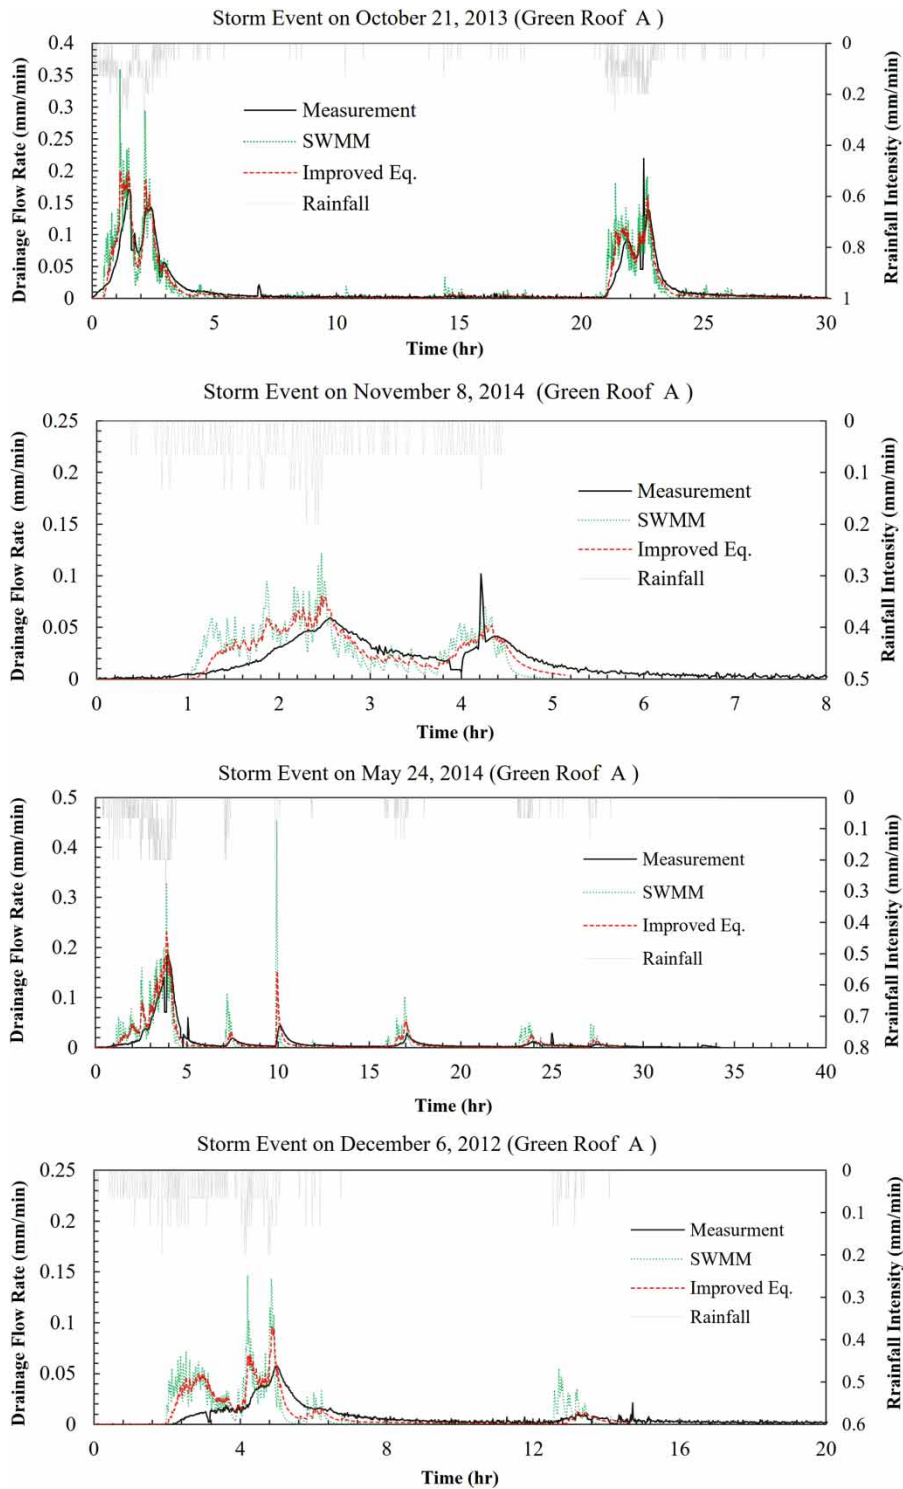 Storm Event on October 21, 2013 (Green Roof A )
Drainage Flow Rate (mm/min)
0.4
0.35
0.3
0.25
0.2
0.15
0.1
0.05
0
Measurement
SWMM
Improved Eq.
Rainfall
0
0.2
0.4
0.6
0.8
1
Rrainfall Intensity (mm/min)
0 5 10 15 20 25 30
Time (hr)
Storm Event on November 8, 2014 (Green Roof A )
Drainage Flow Rate (mm/min)
0.25
0.2
0.15
0.1
0.05
0
Measurement
SWMM
Improved Eq.
Rainfall
0
0.1
0.2
0.3
0.4
0.5
Rainfall Intensity (mm/min)
0 1 2 3 4 5 6 7 8
Time (hr)
Storm Event on May 24, 2014 (Green Roof A )
Drainage Flow Rate (mm/min)
0.5
0.4
0.3
0.2
0.1
0
Measurement
SWMM
Improved Eq.
Rainfall
0
0.1
0.2
0.3
0.4
0.5
0.6
0.7
0.8
Rrainfall Intensity (mm/min)
0 5 10 15 20 25 30 35 40
Time (hr)
Storm Event on December 6, 2012 (Green Roof A )
Drainage Flow Rate (mm/min)
0.25
0.2
0.15
0.1
0.05
0
Measurment
SWMM
Improved Eq.
Rainfall
0
0.1
0.2
0.3
0.4
0.5
0.6
Rrainfall Intensity (mm/min)
0 4 8 12 16 20
Time (hr)